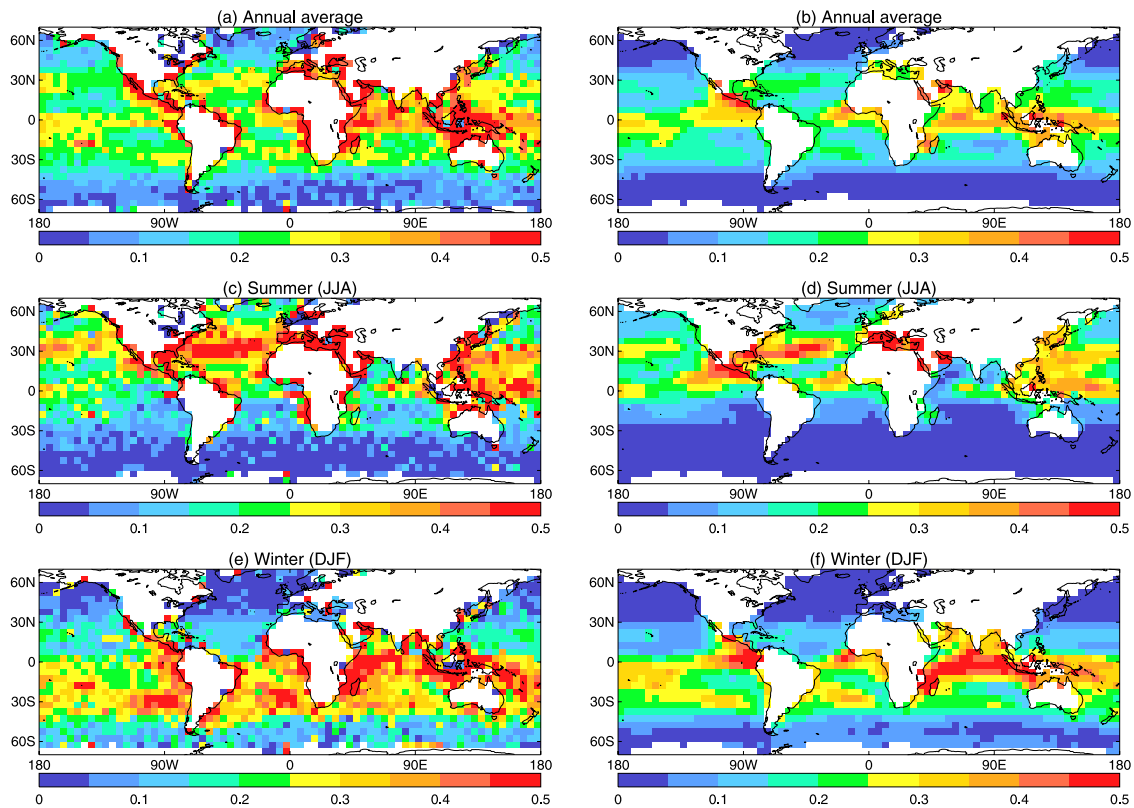 (a) Annual average
60N
30N
0
30S
60S
180 90W 0 90E 180
0 0.1 0.2 0.3 0.4 0.5
(b) Annual average
60N
30N
0
30S
60S
180 90W 0 90E 180
0 0.1 0.2 0.3 0.4 0.5
(c) Summer (JJA)
60N
30N
0
30S
60S
180 90W 0 90E 180
0 0.1 0.2 0.3 0.4 0.5
(d) Summer (JJA)
60N
30N
0
30S
60S
180 90W 0 90E 180
0 0.1 0.2 0.3 0.4 0.5
(e) Winter (DJF)
60N
30N
0
30S
60S
180 90W 0 90E 180
0 0.1 0.2 0.3 0.4 0.5
(f) Winter (DJF)
60N
30N
0
30S
60S
180 90W 0 90E 180
0 0.1 0.2 0.3 0.4 0.5